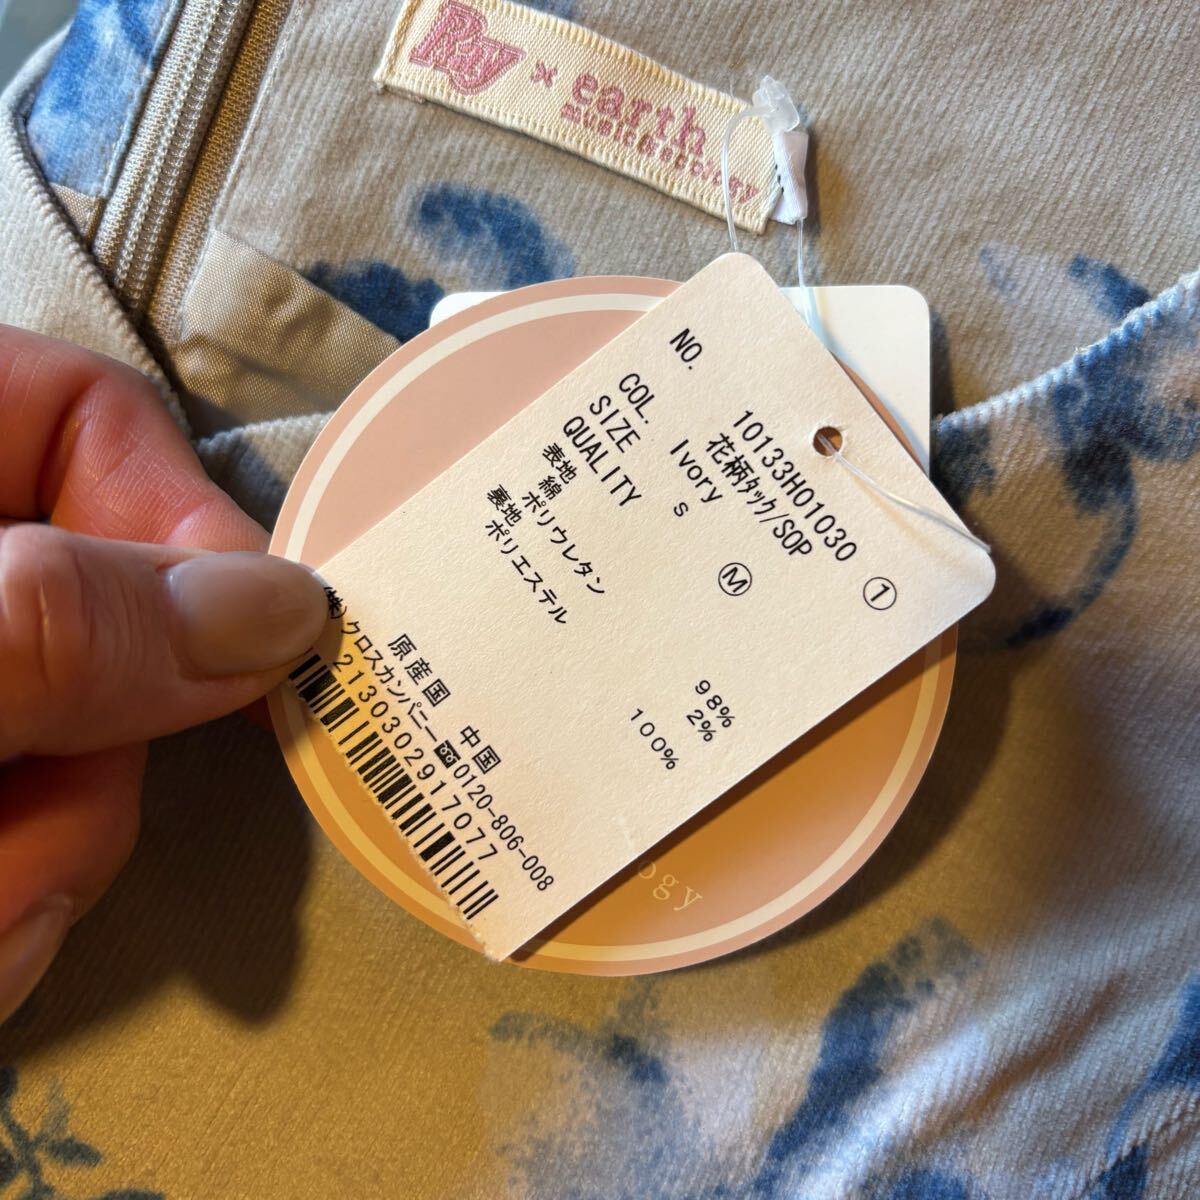 Ray × earth
music&ecology
NO. 10133H01030 ①
花柄ﾀｯｸ/SOP
COL. Ivory
SIZE S Ⓜ
QUALITY
表地
綿 98%
ポリウレタン 2%
裏地
ポリエステル 100%
原産国 中国
㈱クロスカンパニー 0120-806-008
2130302917077
ogy